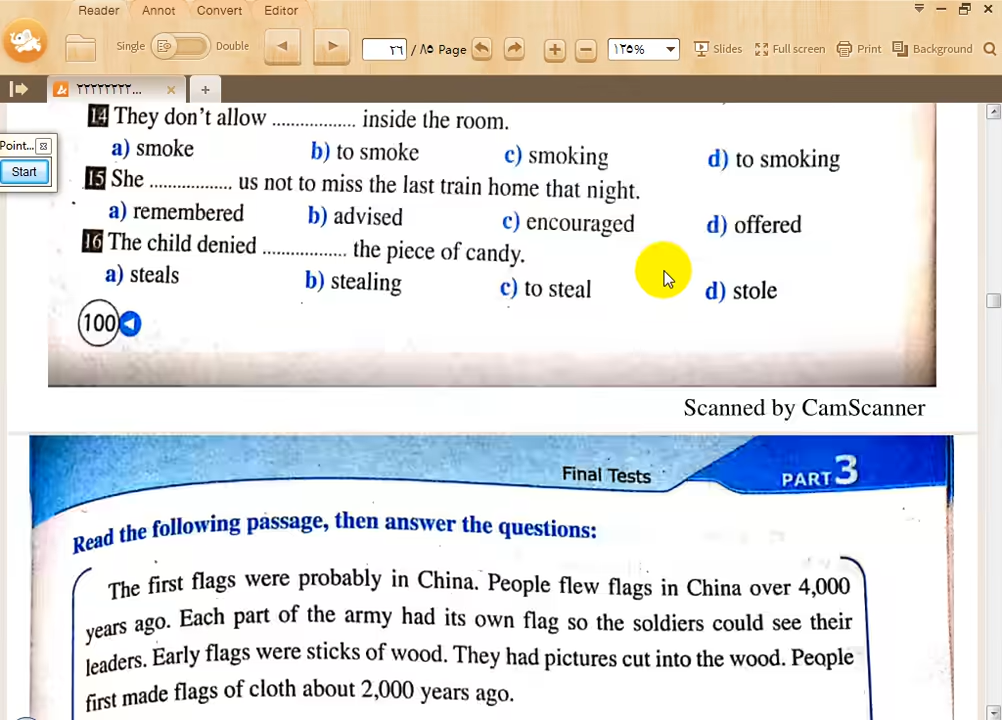 Reader Annot Convert Editor
Single Double ٢٦ / ٨٥ Page ١٢٥% Slides Full screen Print Background
٢٢٢٢٢٢٢٢...
Point...
Start
14 They don't allow ................. inside the room.
a) smoke b) to smoke c) smoking d) to smoking
15 She ................. us not to miss the last train home that night.
a) remembered b) advised c) encouraged d) offered
16 The child denied ................. the piece of candy.
a) steals b) stealing c) to steal d) stole
100
Scanned by CamScanner
Final Tests PART 3
Read the following passage, then answer the questions:
The first flags were probably in China. People flew flags in China over 4,000
years ago. Each part of the army had its own flag so the soldiers could see their
leaders. Early flags were sticks of wood. They had pictures cut into the wood. People
first made flags of cloth about 2,000 years ago.